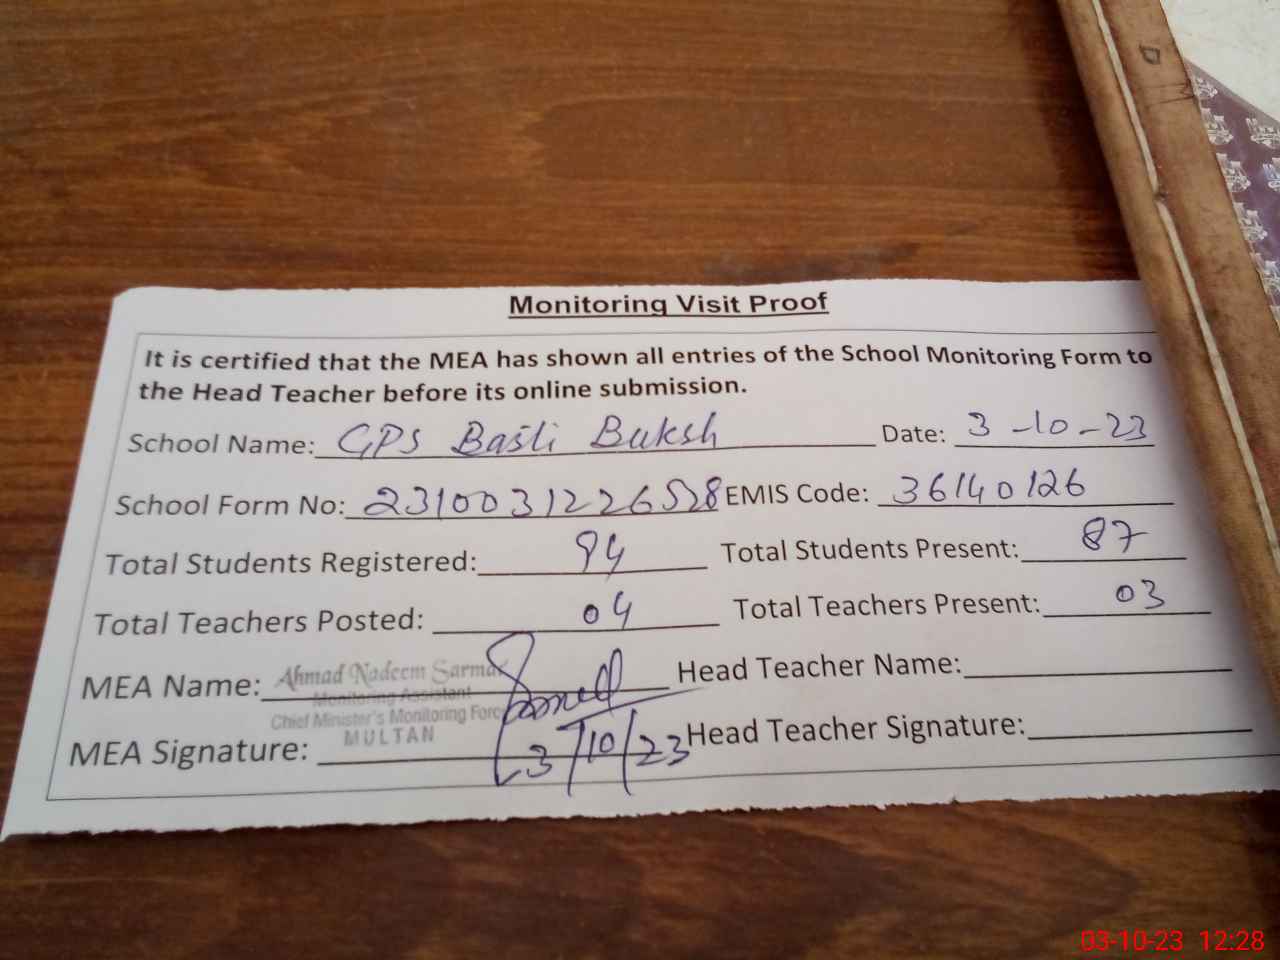 Monitoring Visit Proof
It is certified that the MEA has shown all entries of the School Monitoring Form to
the Head Teacher before its online submission.
School Name: GPS Basti Buksh Date: 3-10-23
School Form No: 2310031226528 EMIS Code: 36140126
Total Students Registered: 94 Total Students Present: 87
Total Teachers Posted: 04 Total Teachers Present: 03
MEA Name: Ahmad Nadeem Sarmad Head Teacher Name:
Monitoring Assistant
Chief Minister's Monitoring Force
MULTAN
MEA Signature: 3/10/23 Head Teacher Signature:
03-10-23 12:28